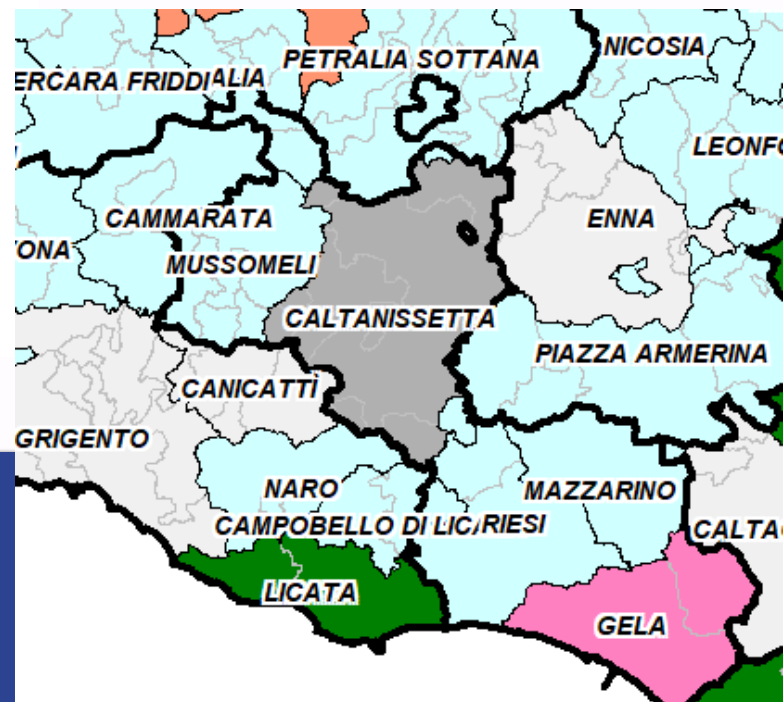 PETRALIA SOTTANA
NICOSIA
ERCARA FRIDDI
ALIA
LEONFO
CAMMARATA
ENNA
ONA
MUSSOMELI
CALTANISSETTA
PIAZZA ARMERINA
CANICATTÌ
GRIGENTO
NARO
MAZZARINO
CAMPOBELLO DI LICA
RIESI
CALTAG
LICATA
GELA